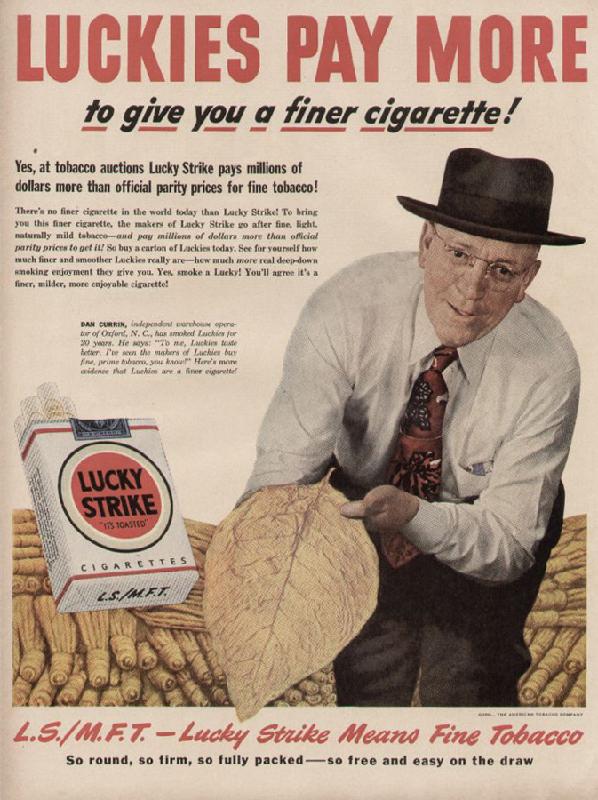 LUCKIES PAY MORE
to give you a finer cigarette!
Yes, at tobacco auctions Lucky Strike pays millions of
dollars more than official parity prices for fine tobacco!
There's no finer cigarette in the world today than Lucky Strike! To bring
you this finer cigarette, the makers of Lucky Strike go after fine, light,
naturally mild tobacco—and pay millions of dollars more than official
parity prices to get it! So buy a carton of Luckies today. See for yourself how
much finer and smoother Luckies really are—how much more real deep-down
smoking enjoyment they give you. Yes, smoke a Lucky! You'll agree it's a
finer, milder, more enjoyable cigarette!
DAN CURRIN, independent warehouse opera-
tor of Oxford, N. C., has smoked Luckies for
20 years. He says: "To me, Luckies taste
better. I've seen the makers of Luckies buy
fine, prime tobacco, you know!" Here's more
evidence that Luckies are a finer cigarette!
LUCKY
STRIKE
"IT'S TOASTED"
CIGARETTES
L.S./M.F.T.
COPR., THE AMERICAN TOBACCO COMPANY
L.S./M.F.T. — Lucky Strike Means Fine Tobacco
So round, so firm, so fully packed—so free and easy on the draw